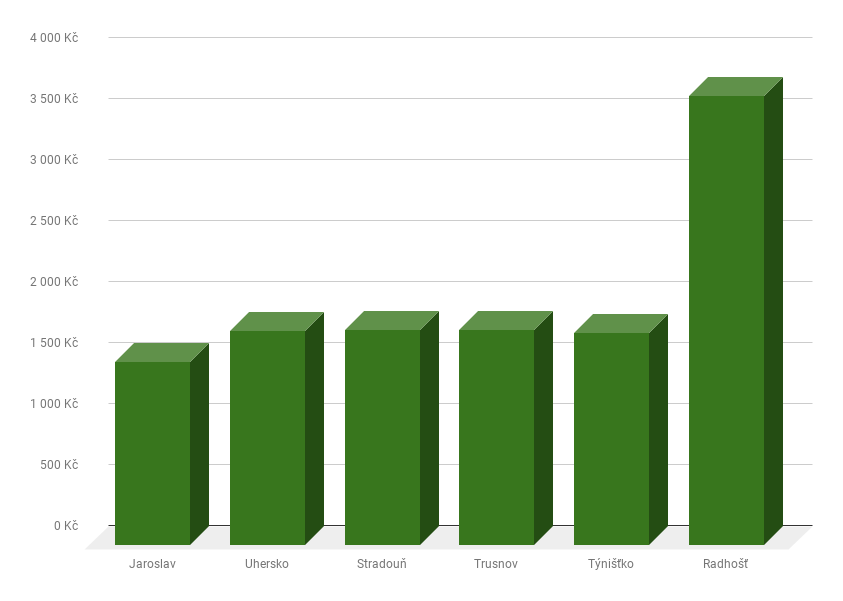 4 000 Kč
3 500 Kč
3 000 Kč
2 500 Kč
2 000 Kč
1 500 Kč
1 000 Kč
500 Kč
0 Kč
Jaroslav Uhersko Stradouň Trusnov Týnišťko Radhošť